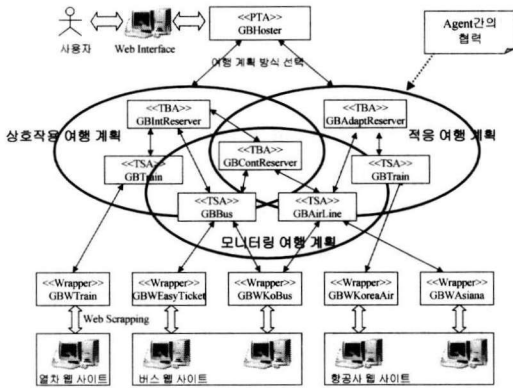 <<PTA>>
GBHoster
사용자
Web Interface
Agent간의
협력
여행 계획 방식 선택
<<TBA>>
GBIntReserver
<<TBA>>
GBAdaptReserver
상호작용 여행 계획
적응 여행 계획
<<TSA>>
GBTrain
<<TBA>>
GBContReserver
<<TSA>>
GBTrain
<<TSA>>
GBBus
<<TSA>>
GBAirLine
모니터링 여행 계획
<<Wrapper>>
GBWTrain
<<Wrapper>>
GBWEasyTicket
<<Wrapper>>
GBWKoBus
<<Wrapper>>
GBWKoreaAir
<<Wrapper>>
GBWAsiana
Web Scrapping
열차 웹 사이트
버스 웹 사이트
항공사 웹 사이트